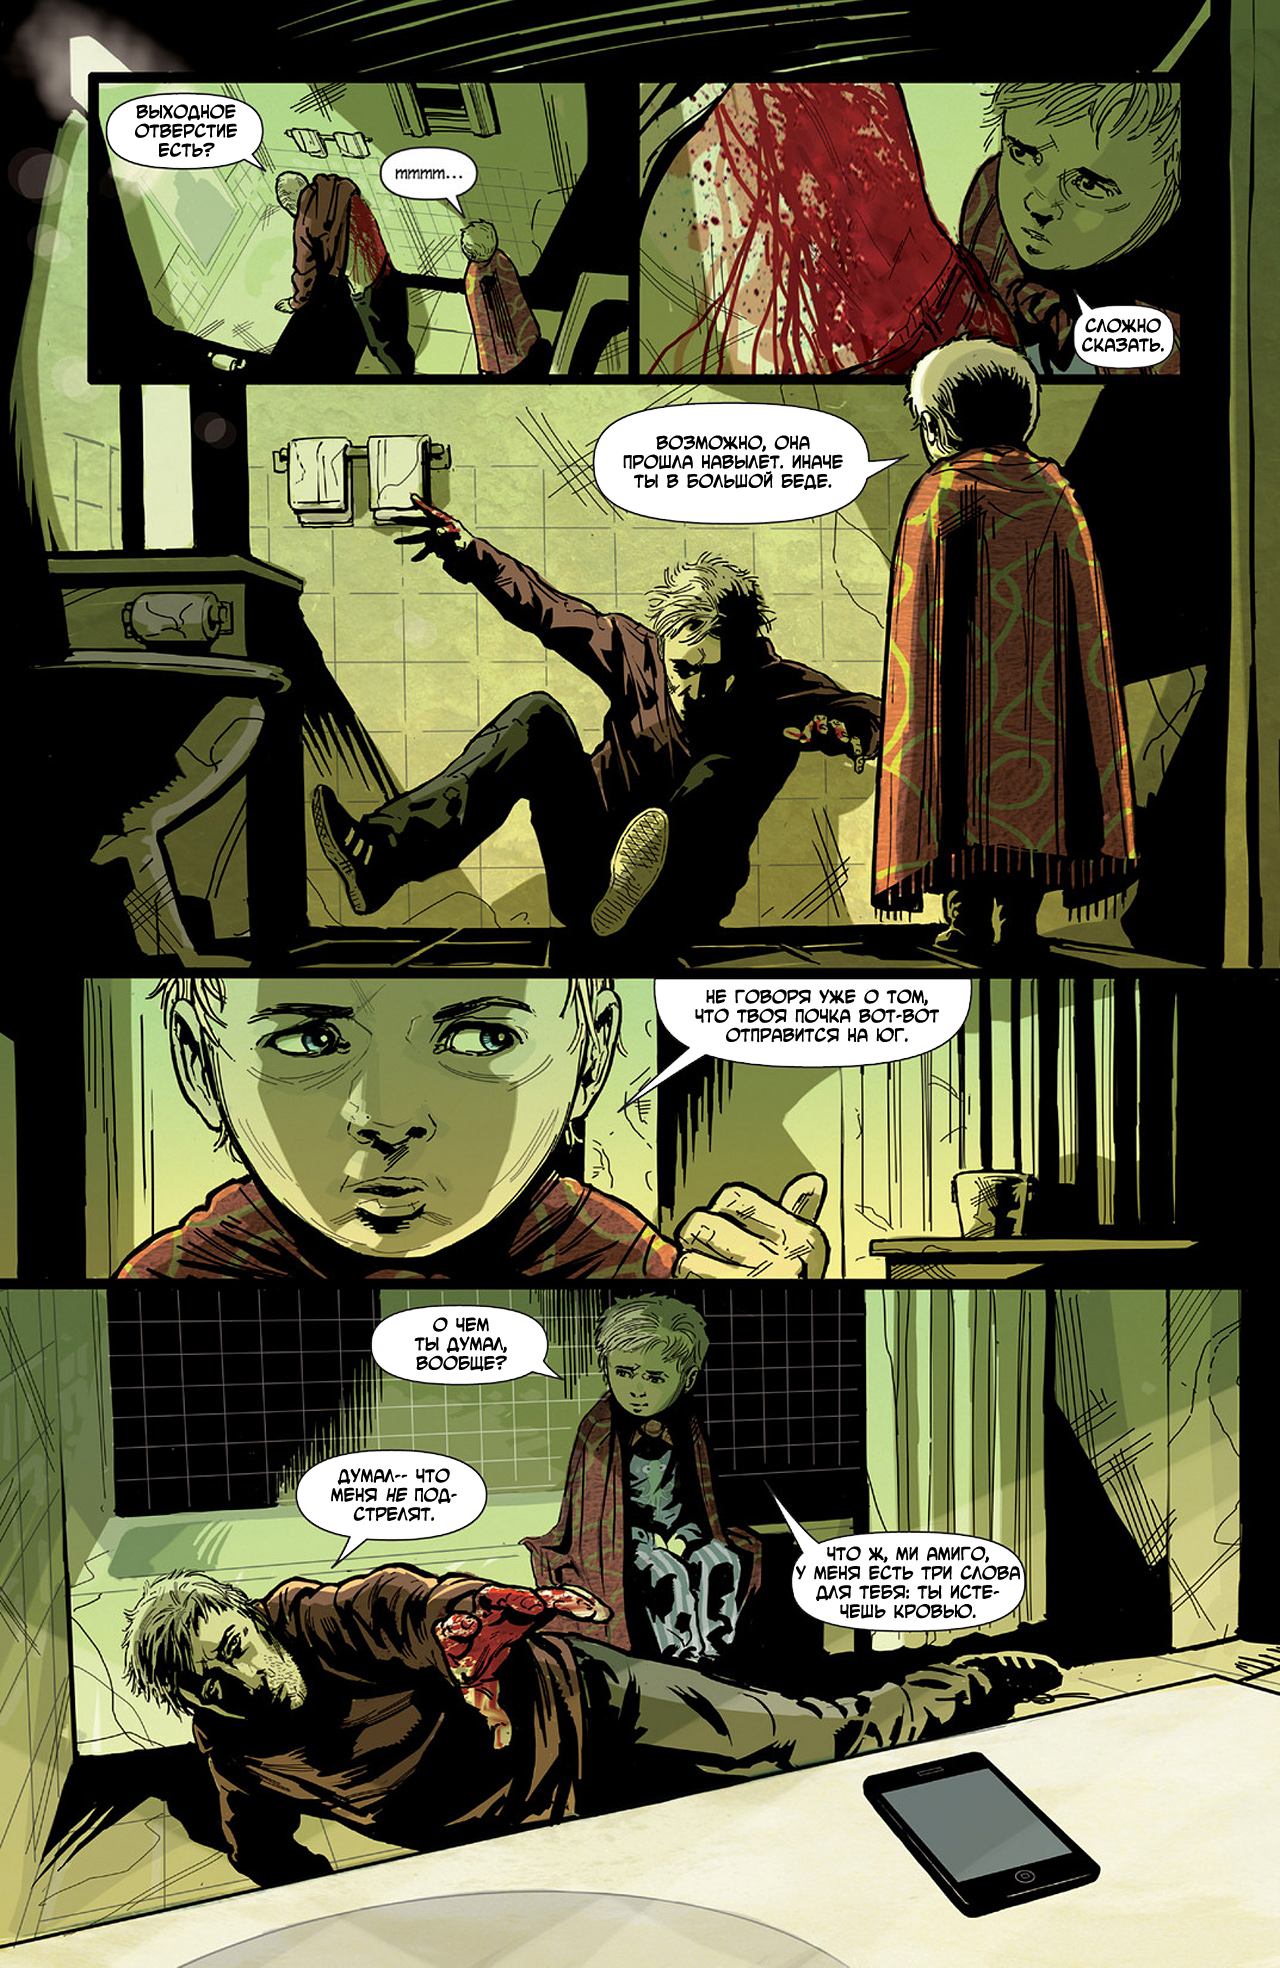 ВЫХОДНОЕ
ОТВЕРСТИЕ
ЕСТЬ?
mmmm...
СЛОЖНО
СКАЗАТЬ.
ВОЗМОЖНО, ОНА
ПРОШЛА НАВЫЛЕТ. ИНАЧЕ
ТЫ В БОЛЬШОЙ БЕДЕ.
НЕ ГОВОРЯ УЖЕ О ТОМ,
ЧТО ТВОЯ ПОЧКА ВОТ-ВОТ
ОТПРАВИТСЯ НА ЮГ.
О ЧЕМ
ТЫ ДУМАЛ,
ВООБЩЕ?
ДУМАЛ-- ЧТО
МЕНЯ НЕ ПОД-
СТРЕЛЯТ.
ЧТО Ж, МИ АМИГО,
У МЕНЯ ЕСТЬ ТРИ СЛОВА
ДЛЯ ТЕБЯ: ТЫ ИСТЕ-
ЧЕШЬ КРОВЬЮ.